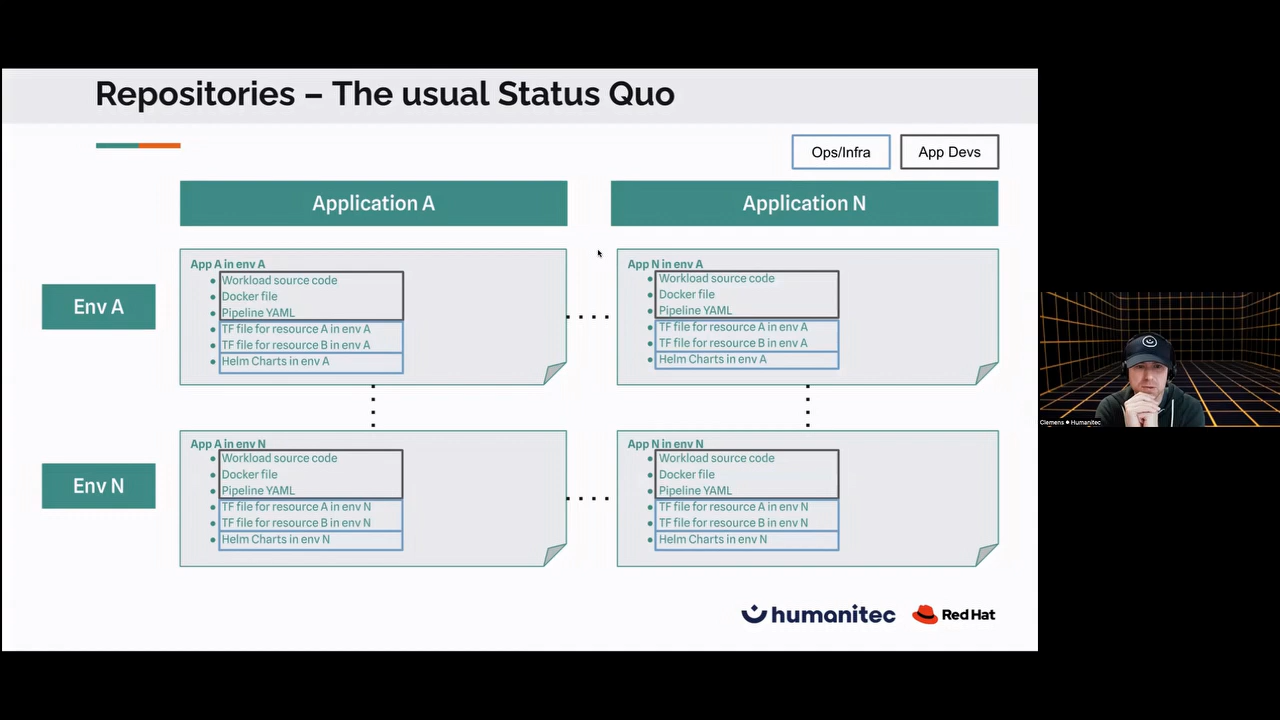 Repositories – The usual Status Quo
Ops/Infra
App Devs
Application A
Application N
Env A
App A in env A
Workload source code
Docker file
Pipeline YAML
TF file for resource A in env A
TF file for resource B in env A
Helm Charts in env A
App N in env A
Workload source code
Docker file
Pipeline YAML
TF file for resource A in env A
TF file for resource B in env A
Helm Charts in env A
Env N
App A in env N
Workload source code
Docker file
Pipeline YAML
TF file for resource A in env N
TF file for resource B in env N
Helm Charts in env N
App N in env N
Workload source code
Docker file
Pipeline YAML
TF file for resource A in env N
TF file for resource B in env N
Helm Charts in env N
humanitec
Red Hat
Clemens ● Humanitec